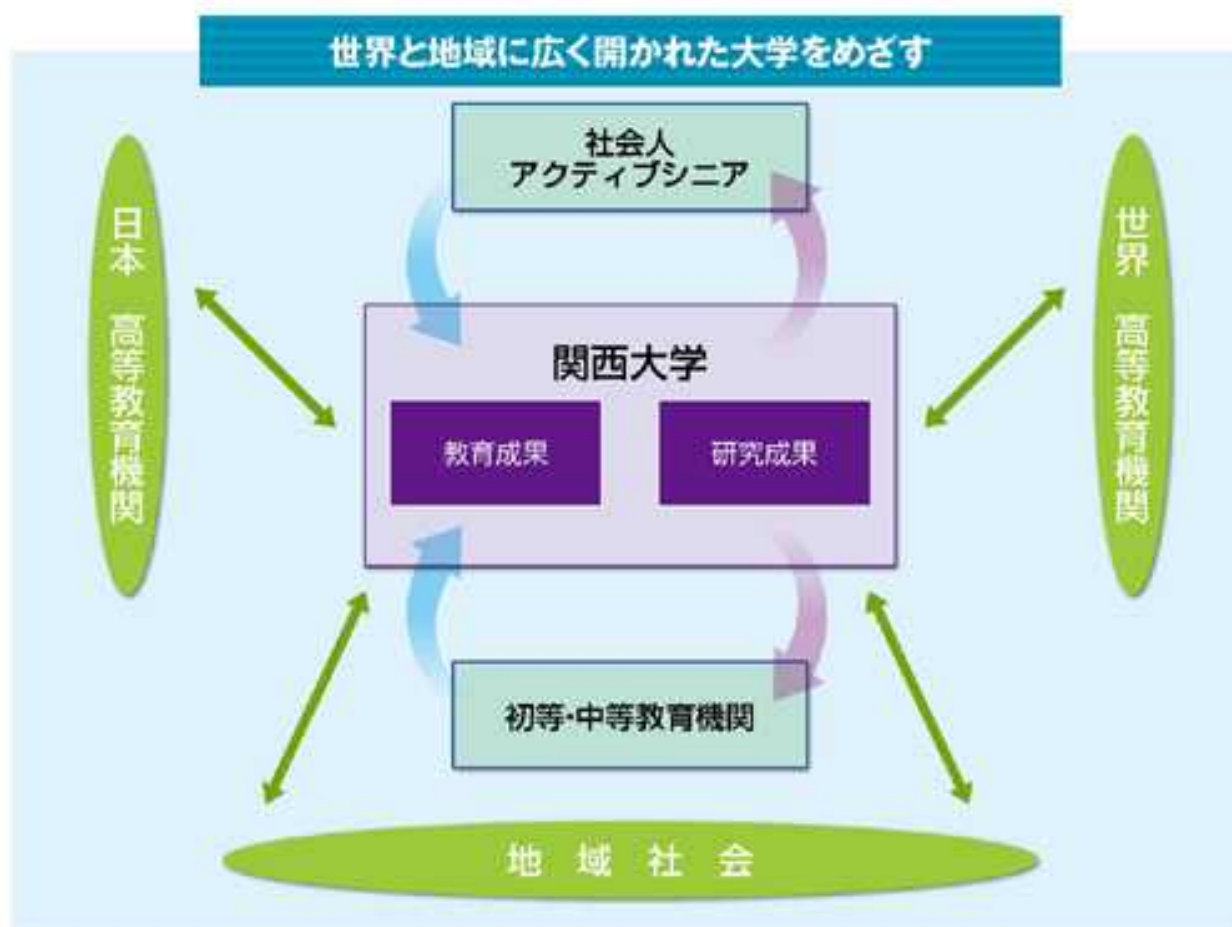 世界と地域に広く開かれた大学をめざす
社会人
アクティブシニア
日本 高等教育機関
世界 高等教育機関
関西大学
教育成果
研究成果
初等・中等教育機関
地域社会